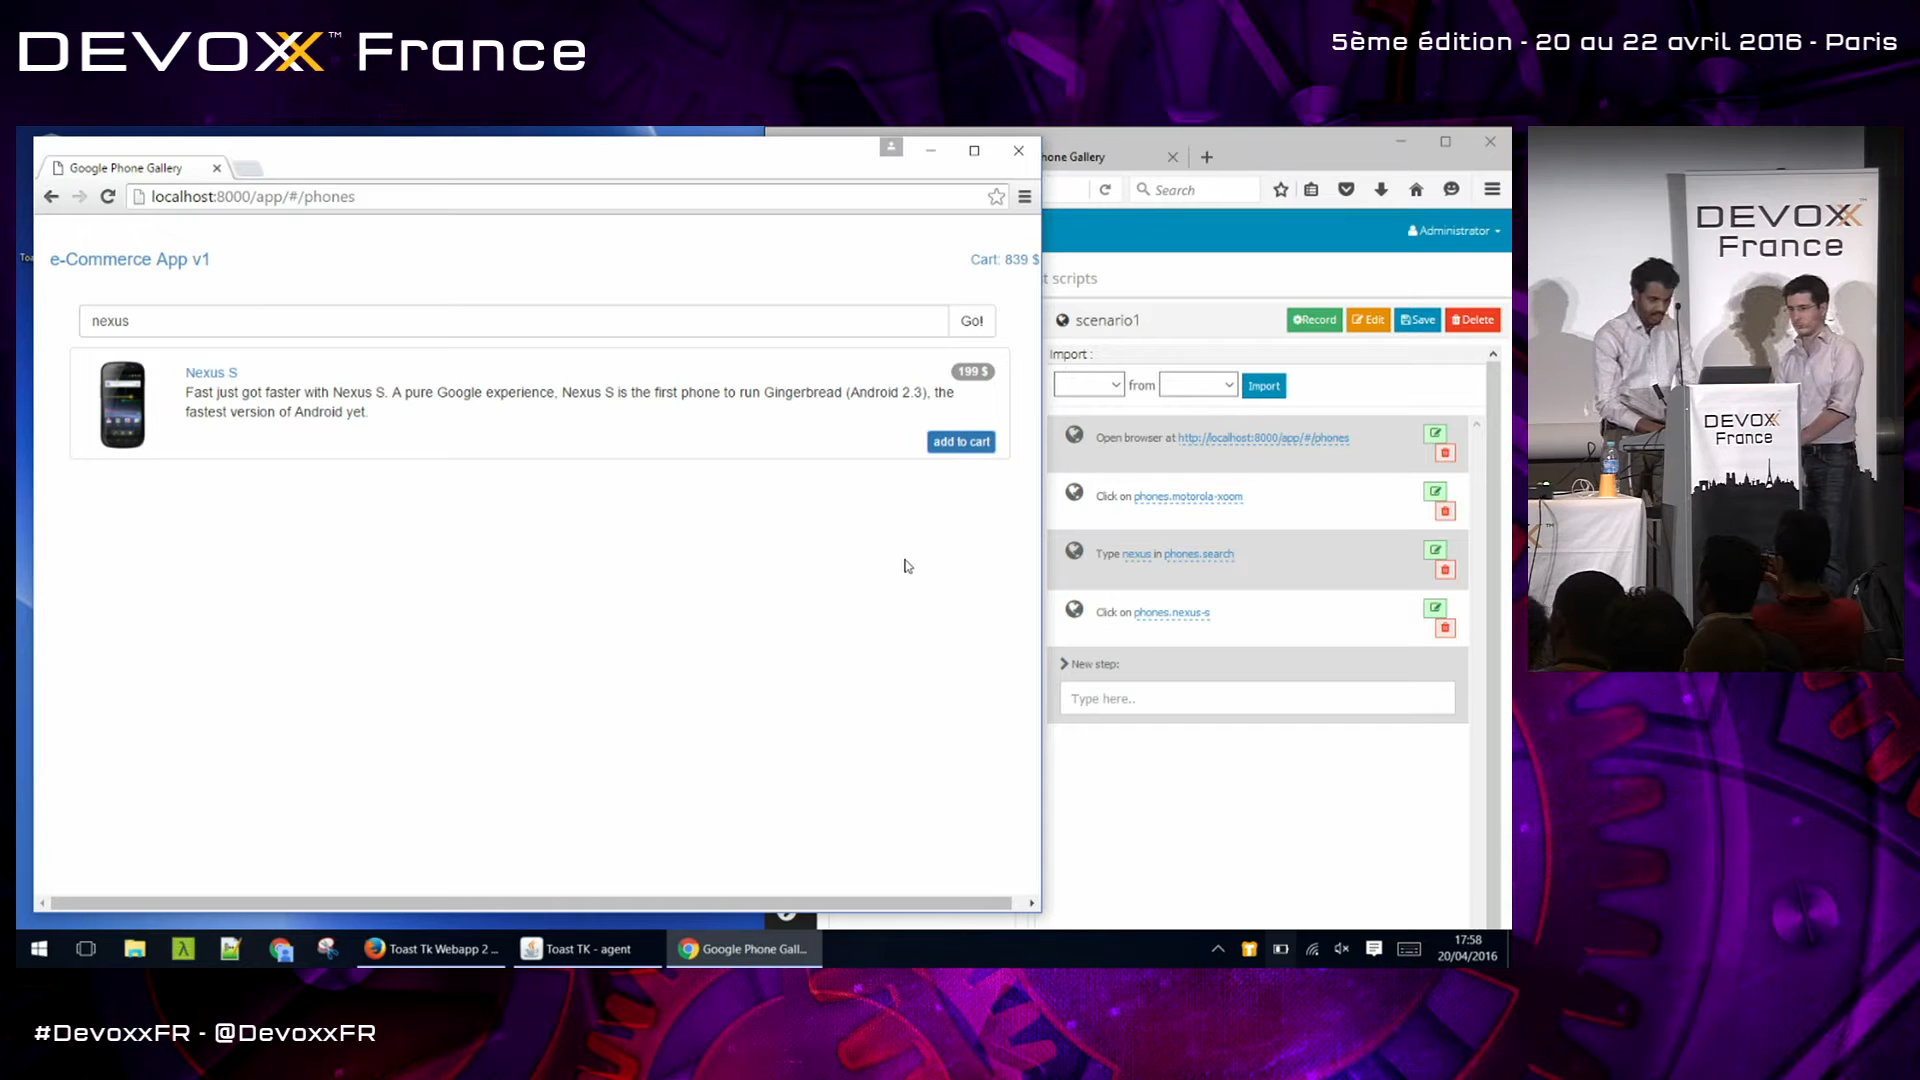 DEVOXX™ France
5ème édition - 20 au 22 avril 2016 - Paris
Google Phone Gallery
localhost:8000/app/#/phones
e-Commerce App v1
Cart: 839 $
nexus
Go!
Nexus S
199 $
Fast just got faster with Nexus S. A pure Google experience, Nexus S is the first phone to run Gingerbread (Android 2.3), the
fastest version of Android yet.
add to cart
hone Gallery
Search
Administrator
t scripts
scenario1
Record
Edit
Save
Delete
Import :
from
Import
Open browser at http://localhost:8000/app/#/phones
Click on phones.motorola-xoom
Type nexus in phones.search
Click on phones.nexus-s
New step:
Type here..
Toa
Toast Tk Webapp 2 ...
Toast TK - agent
Google Phone Gall...
17:58
20/04/2016
DEVOXX™
France
DEVOXX
France
#DevoxxFR - @DevoxxFR